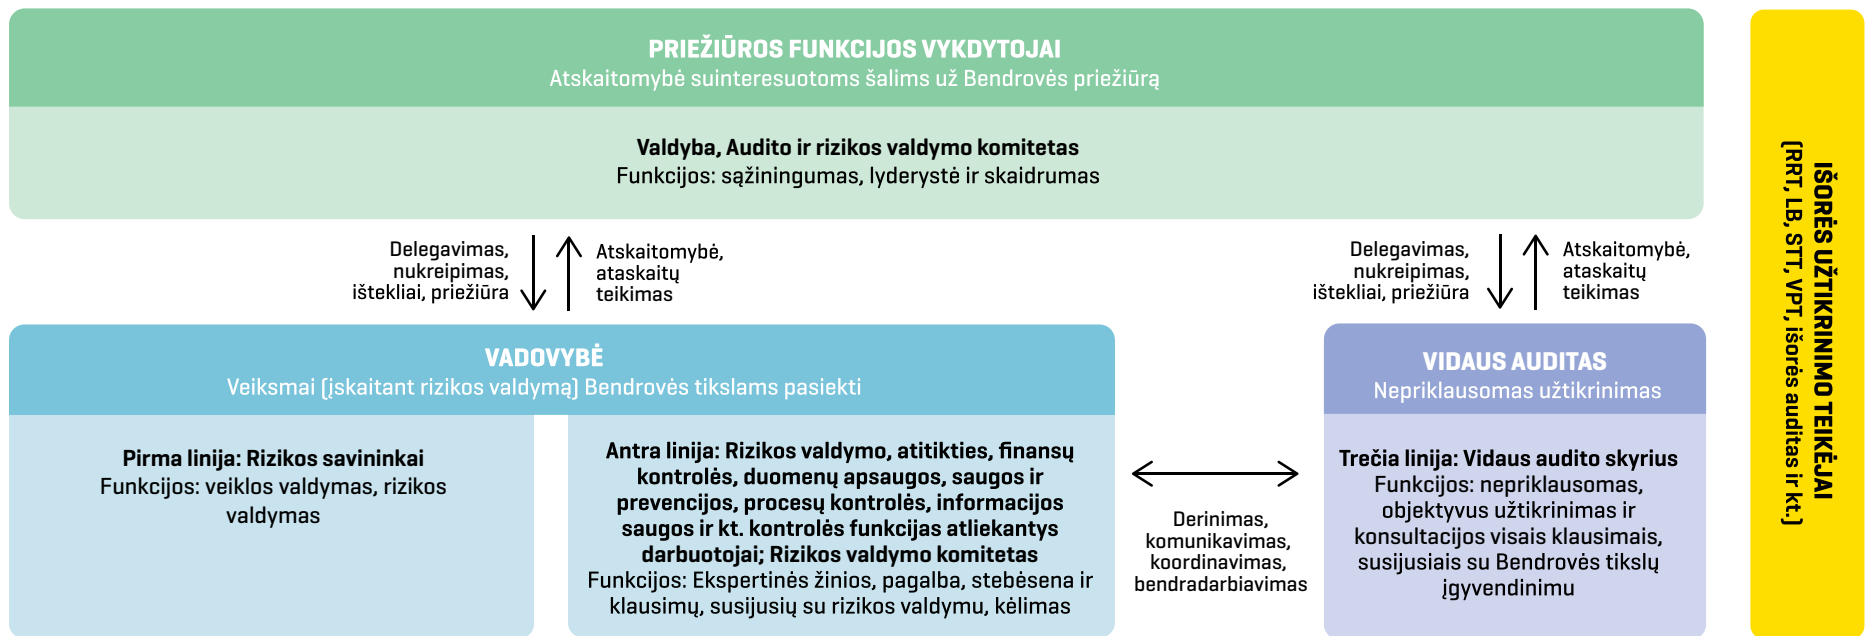 PRIEŽIŪROS FUNKCIJOS VYKDYTOJAI
Atskaitomybė suinteresuotoms šalims už Bendrovės priežiūrą
Valdyba, Audito ir rizikos valdymo komitetas
Funkcijos: sąžiningumas, lyderystė ir skaidrumas
Delegavimas,
nukreipimas,
ištekliai, priežiūra
Atskaitomybė,
ataskaitų
teikimas
Delegavimas,
nukreipimas,
ištekliai, priežiūra
Atskaitomybė,
ataskaitų
teikimas
VADOVYBĖ
Veiksmai (įskaitant rizikos valdymą) Bendrovės tikslams pasiekti
Pirma linija: Rizikos savininkai
Funkcijos: veiklos valdymas, rizikos
valdymas
Antra linija: Rizikos valdymo, atitikties, finansų
kontrolės, duomenų apsaugos, saugos ir
prevencijos, procesų kontrolės, informacijos
saugos ir kt. kontrolės funkcijas atliekantys
darbuotojai; Rizikos valdymo komitetas
Funkcijos: Ekspertinės žinios, pagalba, stebėsena ir
klausimų, susijusių su rizikos valdymu, kėlimas
Derinimas,
komunikavimas,
koordinavimas,
bendradarbiavimas
VIDAUS AUDITAS
Nepriklausomas užtikrinimas
Trečia linija: Vidaus audito skyrius
Funkcijos: nepriklausomas,
objektyvus užtikrinimas ir
konsultacijos visais klausimais,
susijusiais su Bendrovės tikslų
įgyvendinimu
IŠORĖS UŽTIKRINIMO TEIKĖJAI
(RRT, LB, STT, VPT, išorės auditas ir kt.)